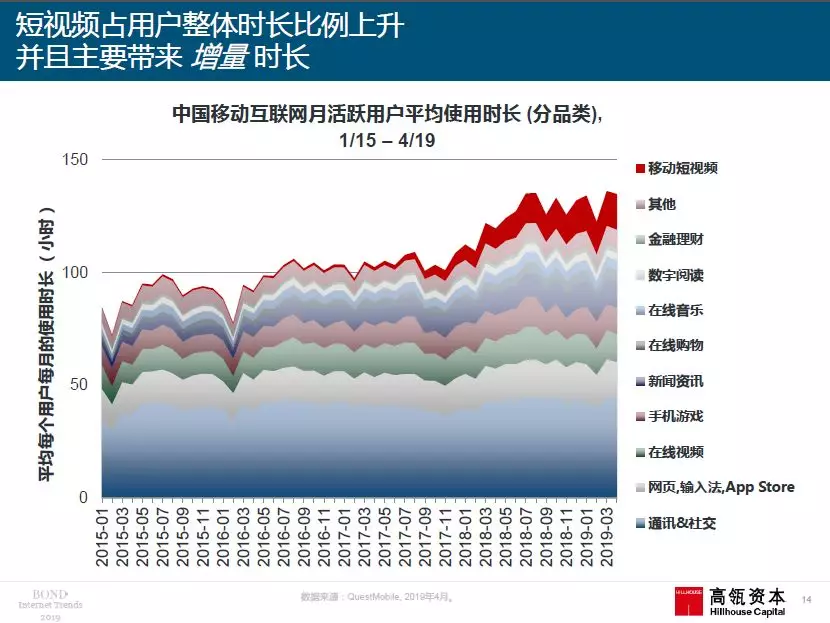 短视频占用户整体时长比例上升
并且主要带来 增量 时长
中国移动互联网月活跃用户平均使用时长 (分品类),
1/15 – 4/19
平均每个用户每月的使用时长（小时）
150
100
50
0
2015-01
2015-03
2015-05
2015-07
2015-09
2015-11
2016-01
2016-03
2016-05
2016-07
2016-09
2016-11
2017-01
2017-03
2017-05
2017-07
2017-09
2017-11
2018-01
2018-03
2018-05
2018-07
2018-09
2018-11
2019-01
2019-03
移动短视频
其他
金融理财
数字阅读
在线音乐
在线购物
新闻资讯
手机游戏
在线视频
网页,输入法,App Store
通讯&社交
BOND
Internet Trends
2019
数据来源：QuestMobile, 2019年4月。
HILLHOUSE
高瓴资本
Hillhouse Capital
14